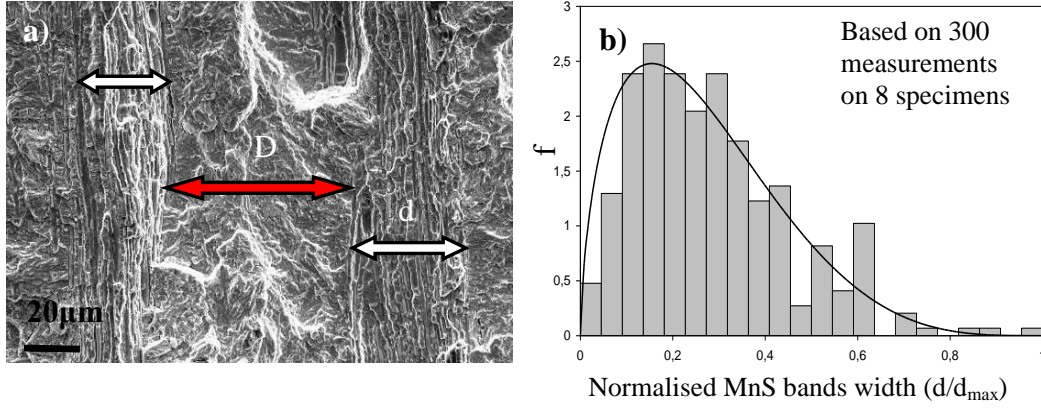 a)
D
d
20µm
b)
Based on 300
measurements
on 8 specimens
f
3
2,5
2
1,5
1
0,5
0
0
0,2
0,4
0,6
0,8
1
Normalised MnS bands width (d/dmax)